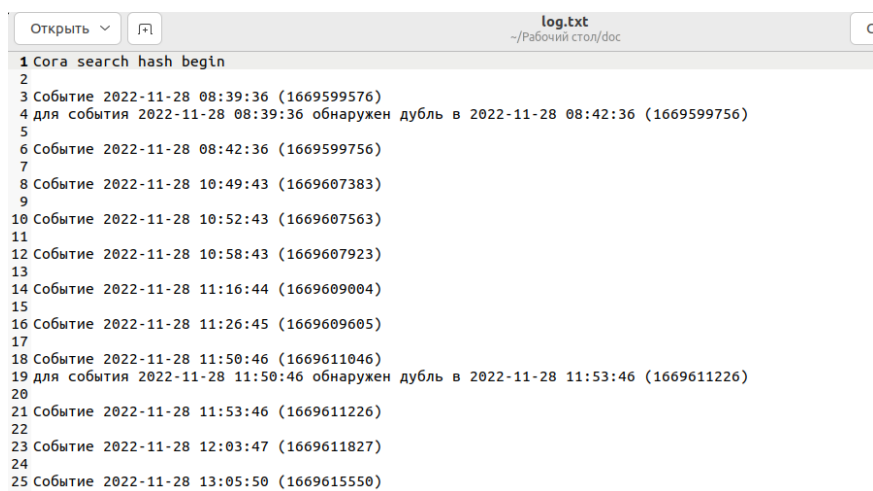 Открыть
log.txt
~/Рабочий стол/doc
1 Cora search hash begin
2
3 Событие 2022-11-28 08:39:36 (1669599576)
4 для события 2022-11-28 08:39:36 обнаружен дубль в 2022-11-28 08:42:36 (1669599756)
5
6 Событие 2022-11-28 08:42:36 (1669599756)
7
8 Событие 2022-11-28 10:49:43 (1669607383)
9
10 Событие 2022-11-28 10:52:43 (1669607563)
11
12 Событие 2022-11-28 10:58:43 (1669607923)
13
14 Событие 2022-11-28 11:16:44 (1669609004)
15
16 Событие 2022-11-28 11:26:45 (1669609605)
17
18 Событие 2022-11-28 11:50:46 (1669611046)
19 для события 2022-11-28 11:50:46 обнаружен дубль в 2022-11-28 11:53:46 (1669611226)
20
21 Событие 2022-11-28 11:53:46 (1669611226)
22
23 Событие 2022-11-28 12:03:47 (1669611827)
24
25 Событие 2022-11-28 13:05:50 (1669615550)